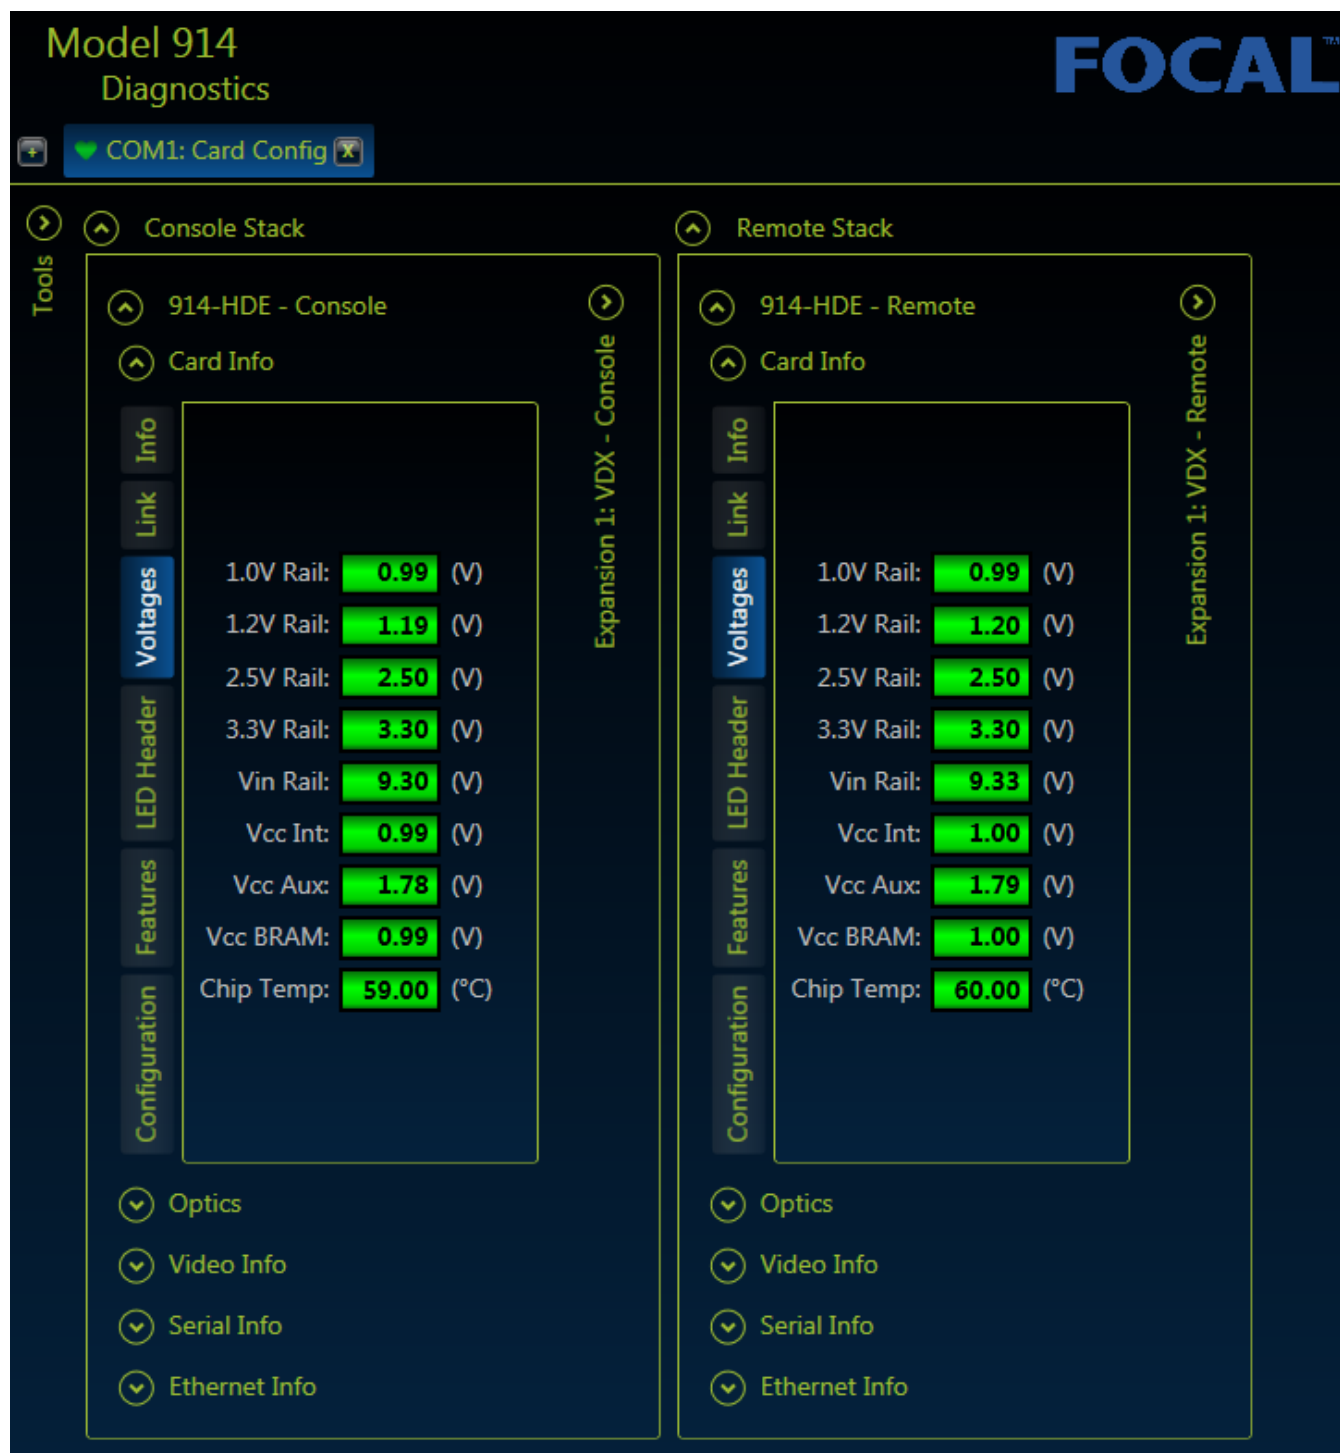 Model 914
Diagnostics
FOCAL™
+
COM1: Card Config X
Tools
Console Stack
914-HDE - Console
Card Info
Info
Link
Voltages
LED Header
Features
Configuration
1.0V Rail: 0.99 (V)
1.2V Rail: 1.19 (V)
2.5V Rail: 2.50 (V)
3.3V Rail: 3.30 (V)
Vin Rail: 9.30 (V)
Vcc Int: 0.99 (V)
Vcc Aux: 1.78 (V)
Vcc BRAM: 0.99 (V)
Chip Temp: 59.00 (°C)
Expansion 1: VDX - Console
Optics
Video Info
Serial Info
Ethernet Info
Remote Stack
914-HDE - Remote
Card Info
Info
Link
Voltages
LED Header
Features
Configuration
1.0V Rail: 0.99 (V)
1.2V Rail: 1.20 (V)
2.5V Rail: 2.50 (V)
3.3V Rail: 3.30 (V)
Vin Rail: 9.33 (V)
Vcc Int: 1.00 (V)
Vcc Aux: 1.79 (V)
Vcc BRAM: 1.00 (V)
Chip Temp: 60.00 (°C)
Expansion 1: VDX - Remote
Optics
Video Info
Serial Info
Ethernet Info